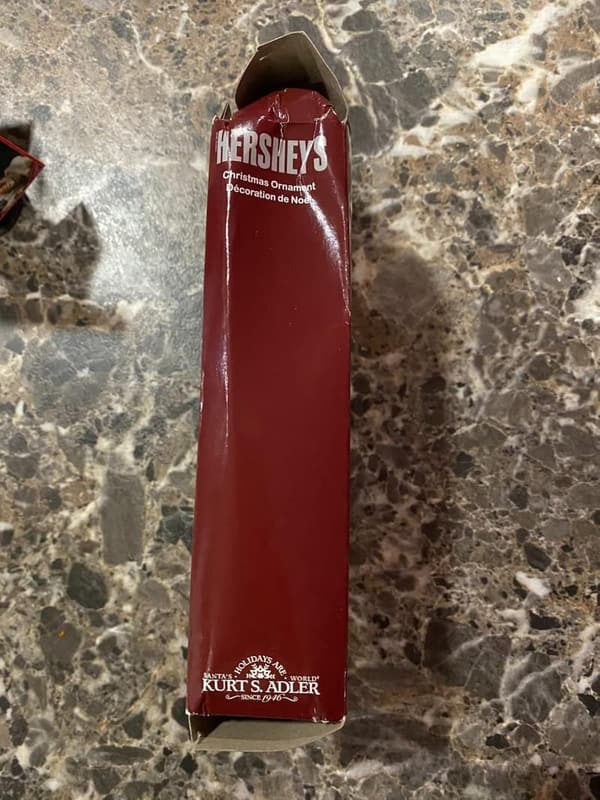 HERSHEY'S
Christmas Ornament
Décoration de Noël
HOLIDAYS ARE
SANTA'S WORLD®
KURT S. ADLER
SINCE 1946